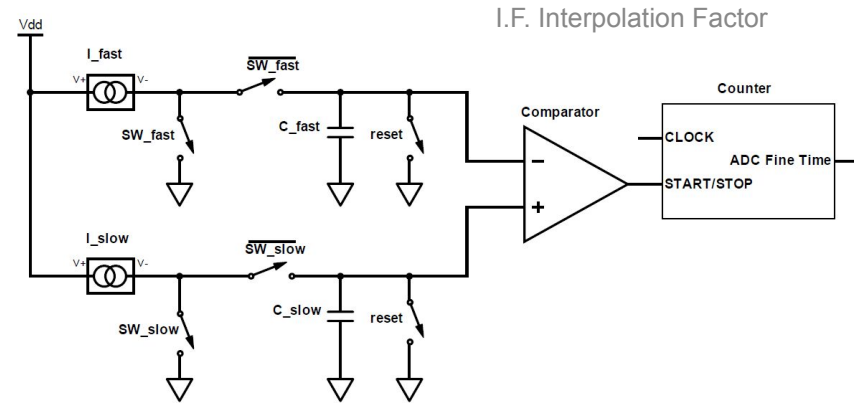 I.F. Interpolation Factor
Vdd
I_fast
V+
V-
SW_fast
SW_fast
C_fast
reset
Comparator
Counter
CLOCK
ADC Fine Time
START/STOP
I_slow
V+
V-
SW_slow
SW_slow
C_slow
reset